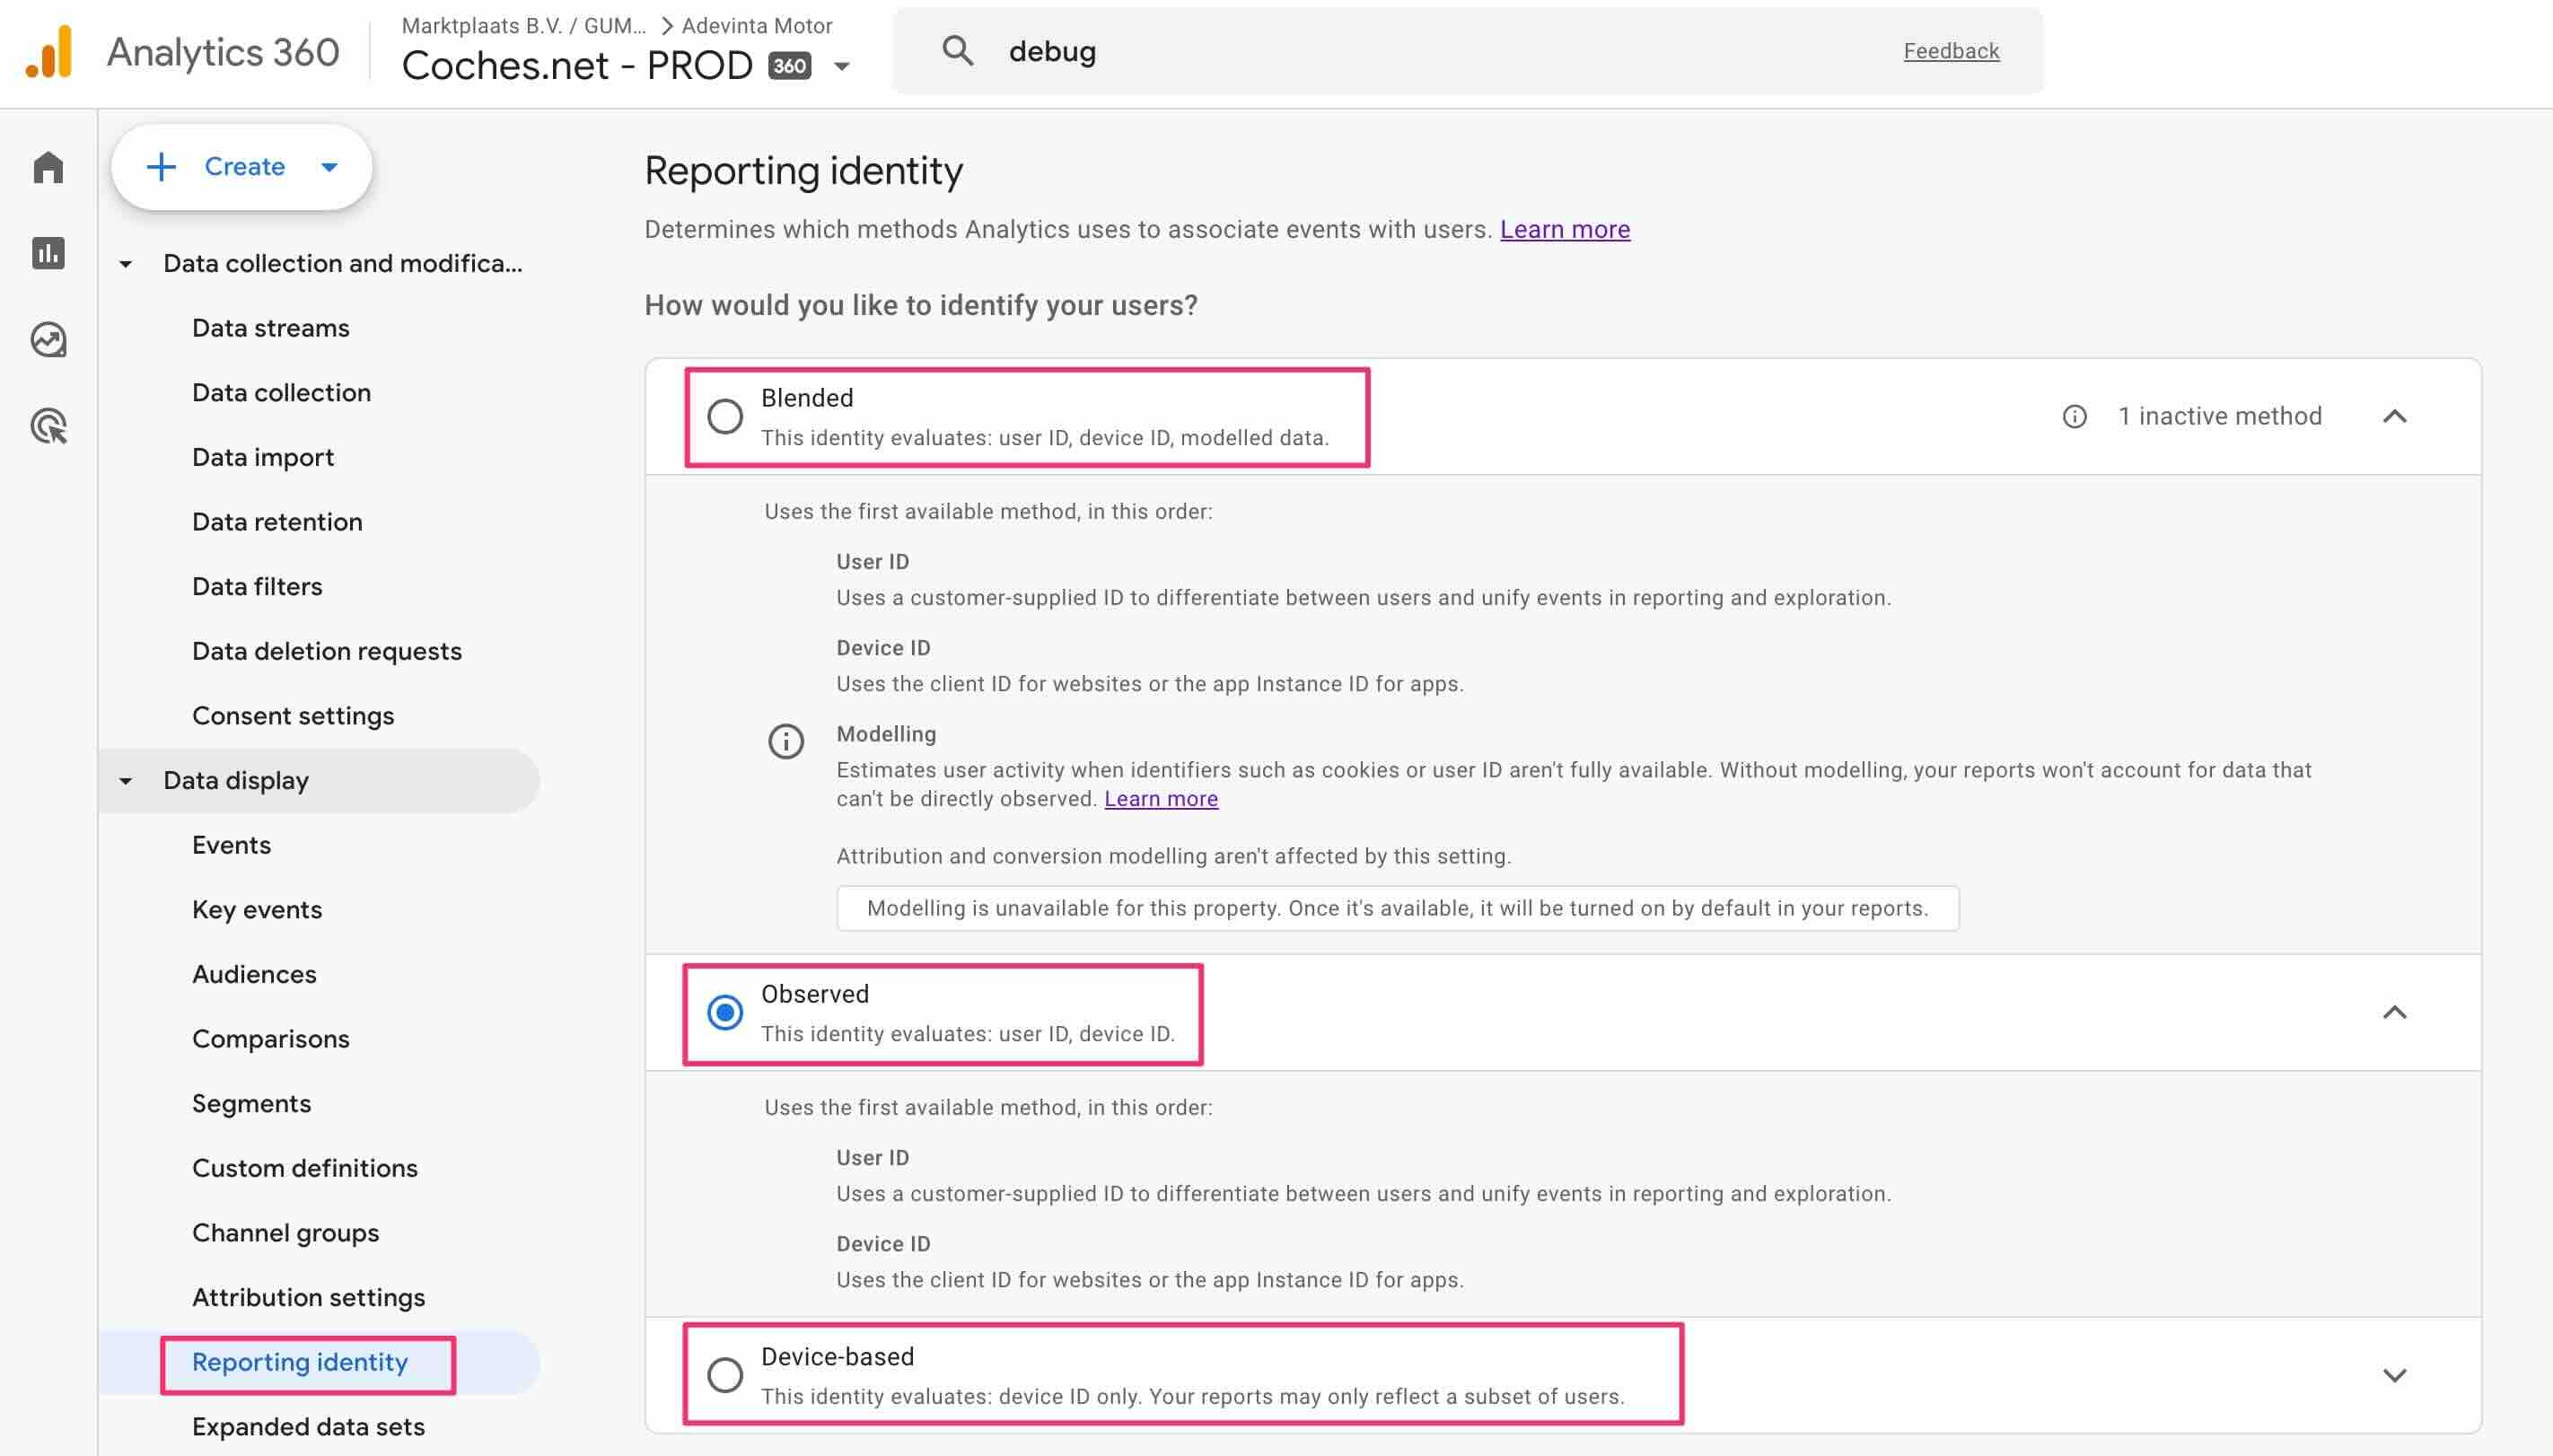 Analytics 360
Marktplaats B.V. / GUM... > Adevinta Motor
Coches.net - PROD 360
debug
Feedback
Create
Data collection and modifica...
Data streams
Data collection
Data import
Data retention
Data filters
Data deletion requests
Consent settings
Data display
Events
Key events
Audiences
Comparisons
Segments
Custom definitions
Channel groups
Attribution settings
Reporting identity
Expanded data sets
Reporting identity
Determines which methods Analytics uses to associate events with users. Learn more
How would you like to identify your users?
Blended
This identity evaluates: user ID, device ID, modelled data.
1 inactive method
Uses the first available method, in this order:
User ID
Uses a customer-supplied ID to differentiate between users and unify events in reporting and exploration.
Device ID
Uses the client ID for websites or the app Instance ID for apps.
Modelling
Estimates user activity when identifiers such as cookies or user ID aren't fully available. Without modelling, your reports won't account for data that
can't be directly observed. Learn more
Attribution and conversion modelling aren't affected by this setting.
Modelling is unavailable for this property. Once it's available, it will be turned on by default in your reports.
Observed
This identity evaluates: user ID, device ID.
Uses the first available method, in this order:
User ID
Uses a customer-supplied ID to differentiate between users and unify events in reporting and exploration.
Device ID
Uses the client ID for websites or the app Instance ID for apps.
Device-based
This identity evaluates: device ID only. Your reports may only reflect a subset of users.